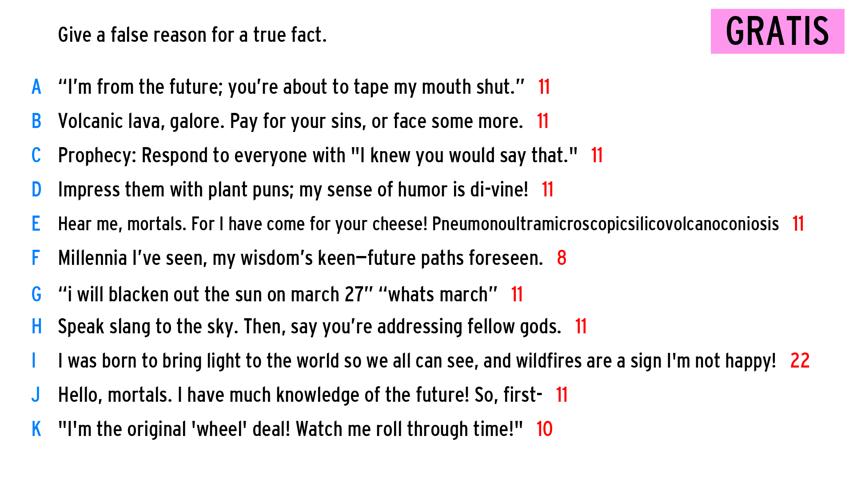 Give a false reason for a true fact.
GRATIS
A “I’m from the future; you’re about to tape my mouth shut.” 11
B Volcanic lava, galore. Pay for your sins, or face some more. 11
C Prophecy: Respond to everyone with "I knew you would say that." 11
D Impress them with plant puns; my sense of humor is di-vine! 11
E Hear me, mortals. For I have come for your cheese! Pneumonoultramicroscopicsilicovolcanoconiosis 11
F Millennia I’ve seen, my wisdom’s keen—future paths foreseen. 8
G “i will blacken out the sun on march 27” “whats march” 11
H Speak slang to the sky. Then, say you’re addressing fellow gods. 11
I I was born to bring light to the world so we all can see, and wildfires are a sign I'm not happy! 22
J Hello, mortals. I have much knowledge of the future! So, first- 11
K "I'm the original 'wheel' deal! Watch me roll through time!" 10